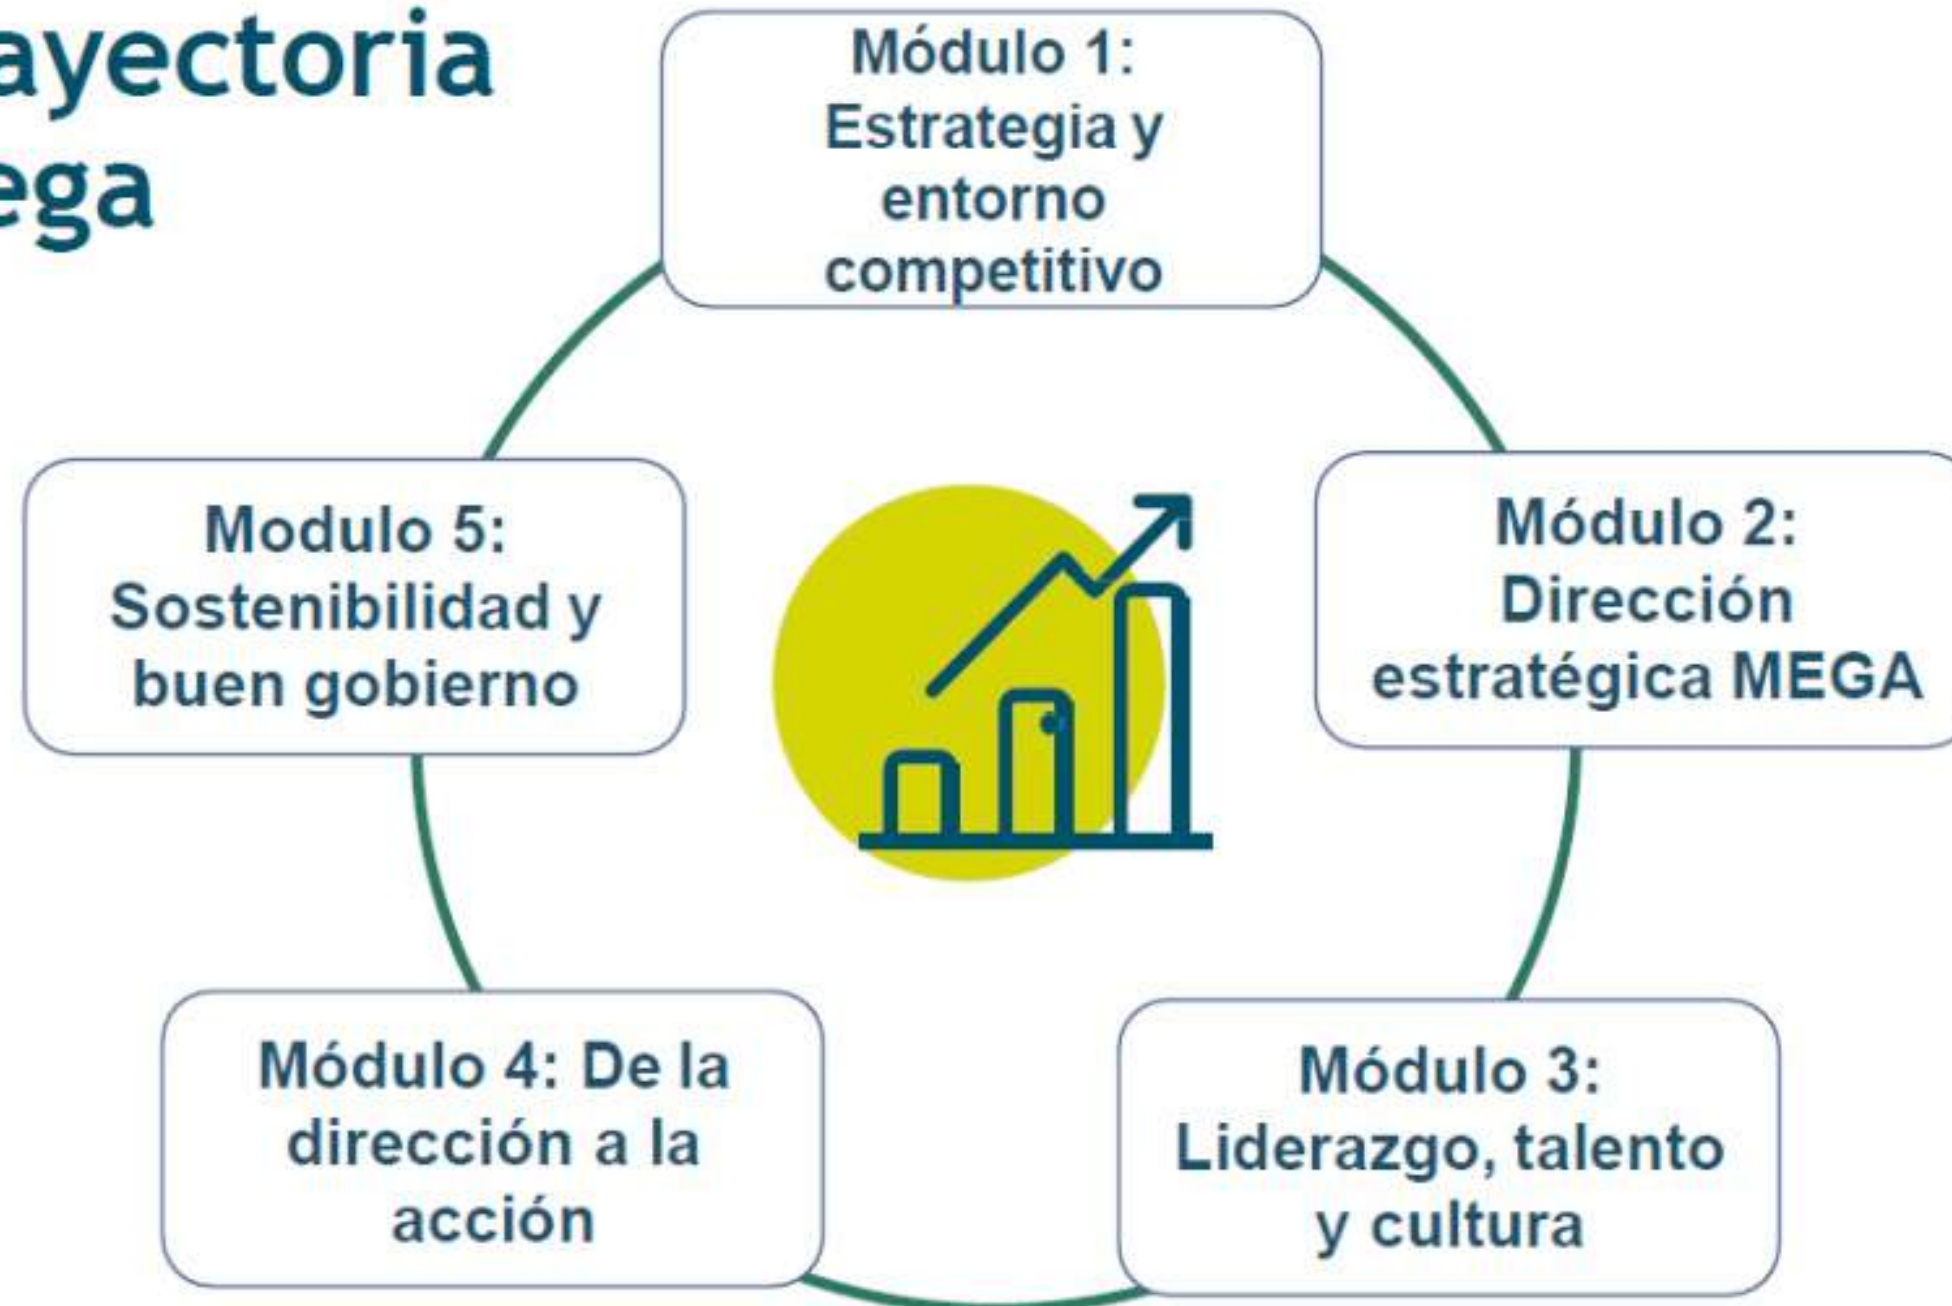 ayectoria
ega
Módulo 1:
Estrategia y
entorno
competitivo
Módulo 2:
Dirección
estratégica MEGA
Módulo 3:
Liderazgo, talento
y cultura
Módulo 4: De la
dirección a la
acción
Modulo 5:
Sostenibilidad y
buen gobierno